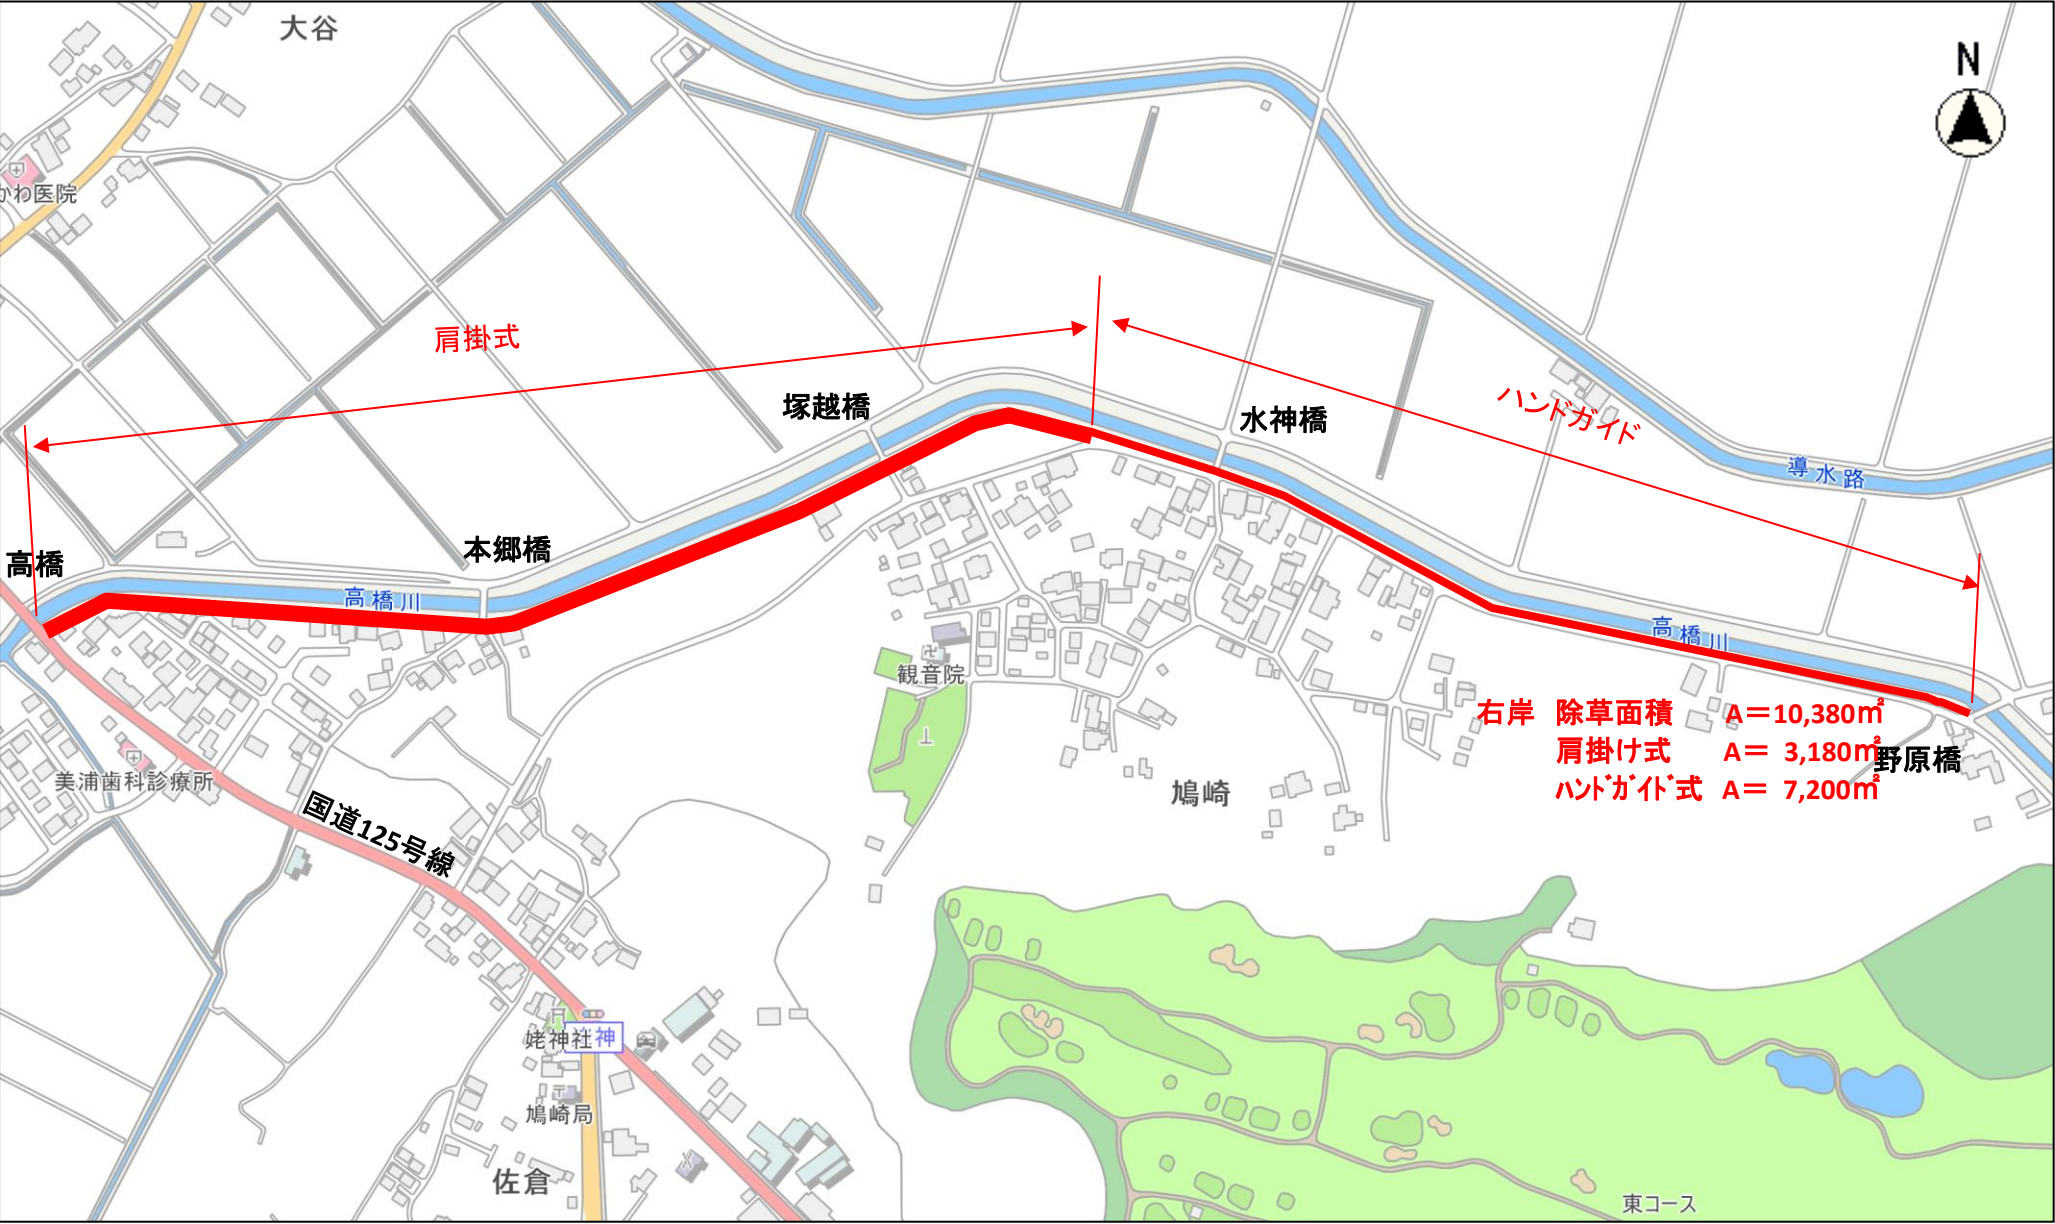 大谷
N
かわ医院
肩掛式
塚越橋
水神橋
ハンドガイド
導水路
高橋
本郷橋
高橋川
高橋川
観音院
右岸 除草面積 A＝10,380㎡
肩掛け式 A＝ 3,180㎡
ﾊﾝﾄﾞｶﾞｲﾄﾞ式 A＝ 7,200㎡
野原橋
美浦歯科診療所
鳩崎
国道125号線
姥神社
神
鳩崎局
佐倉
東コース